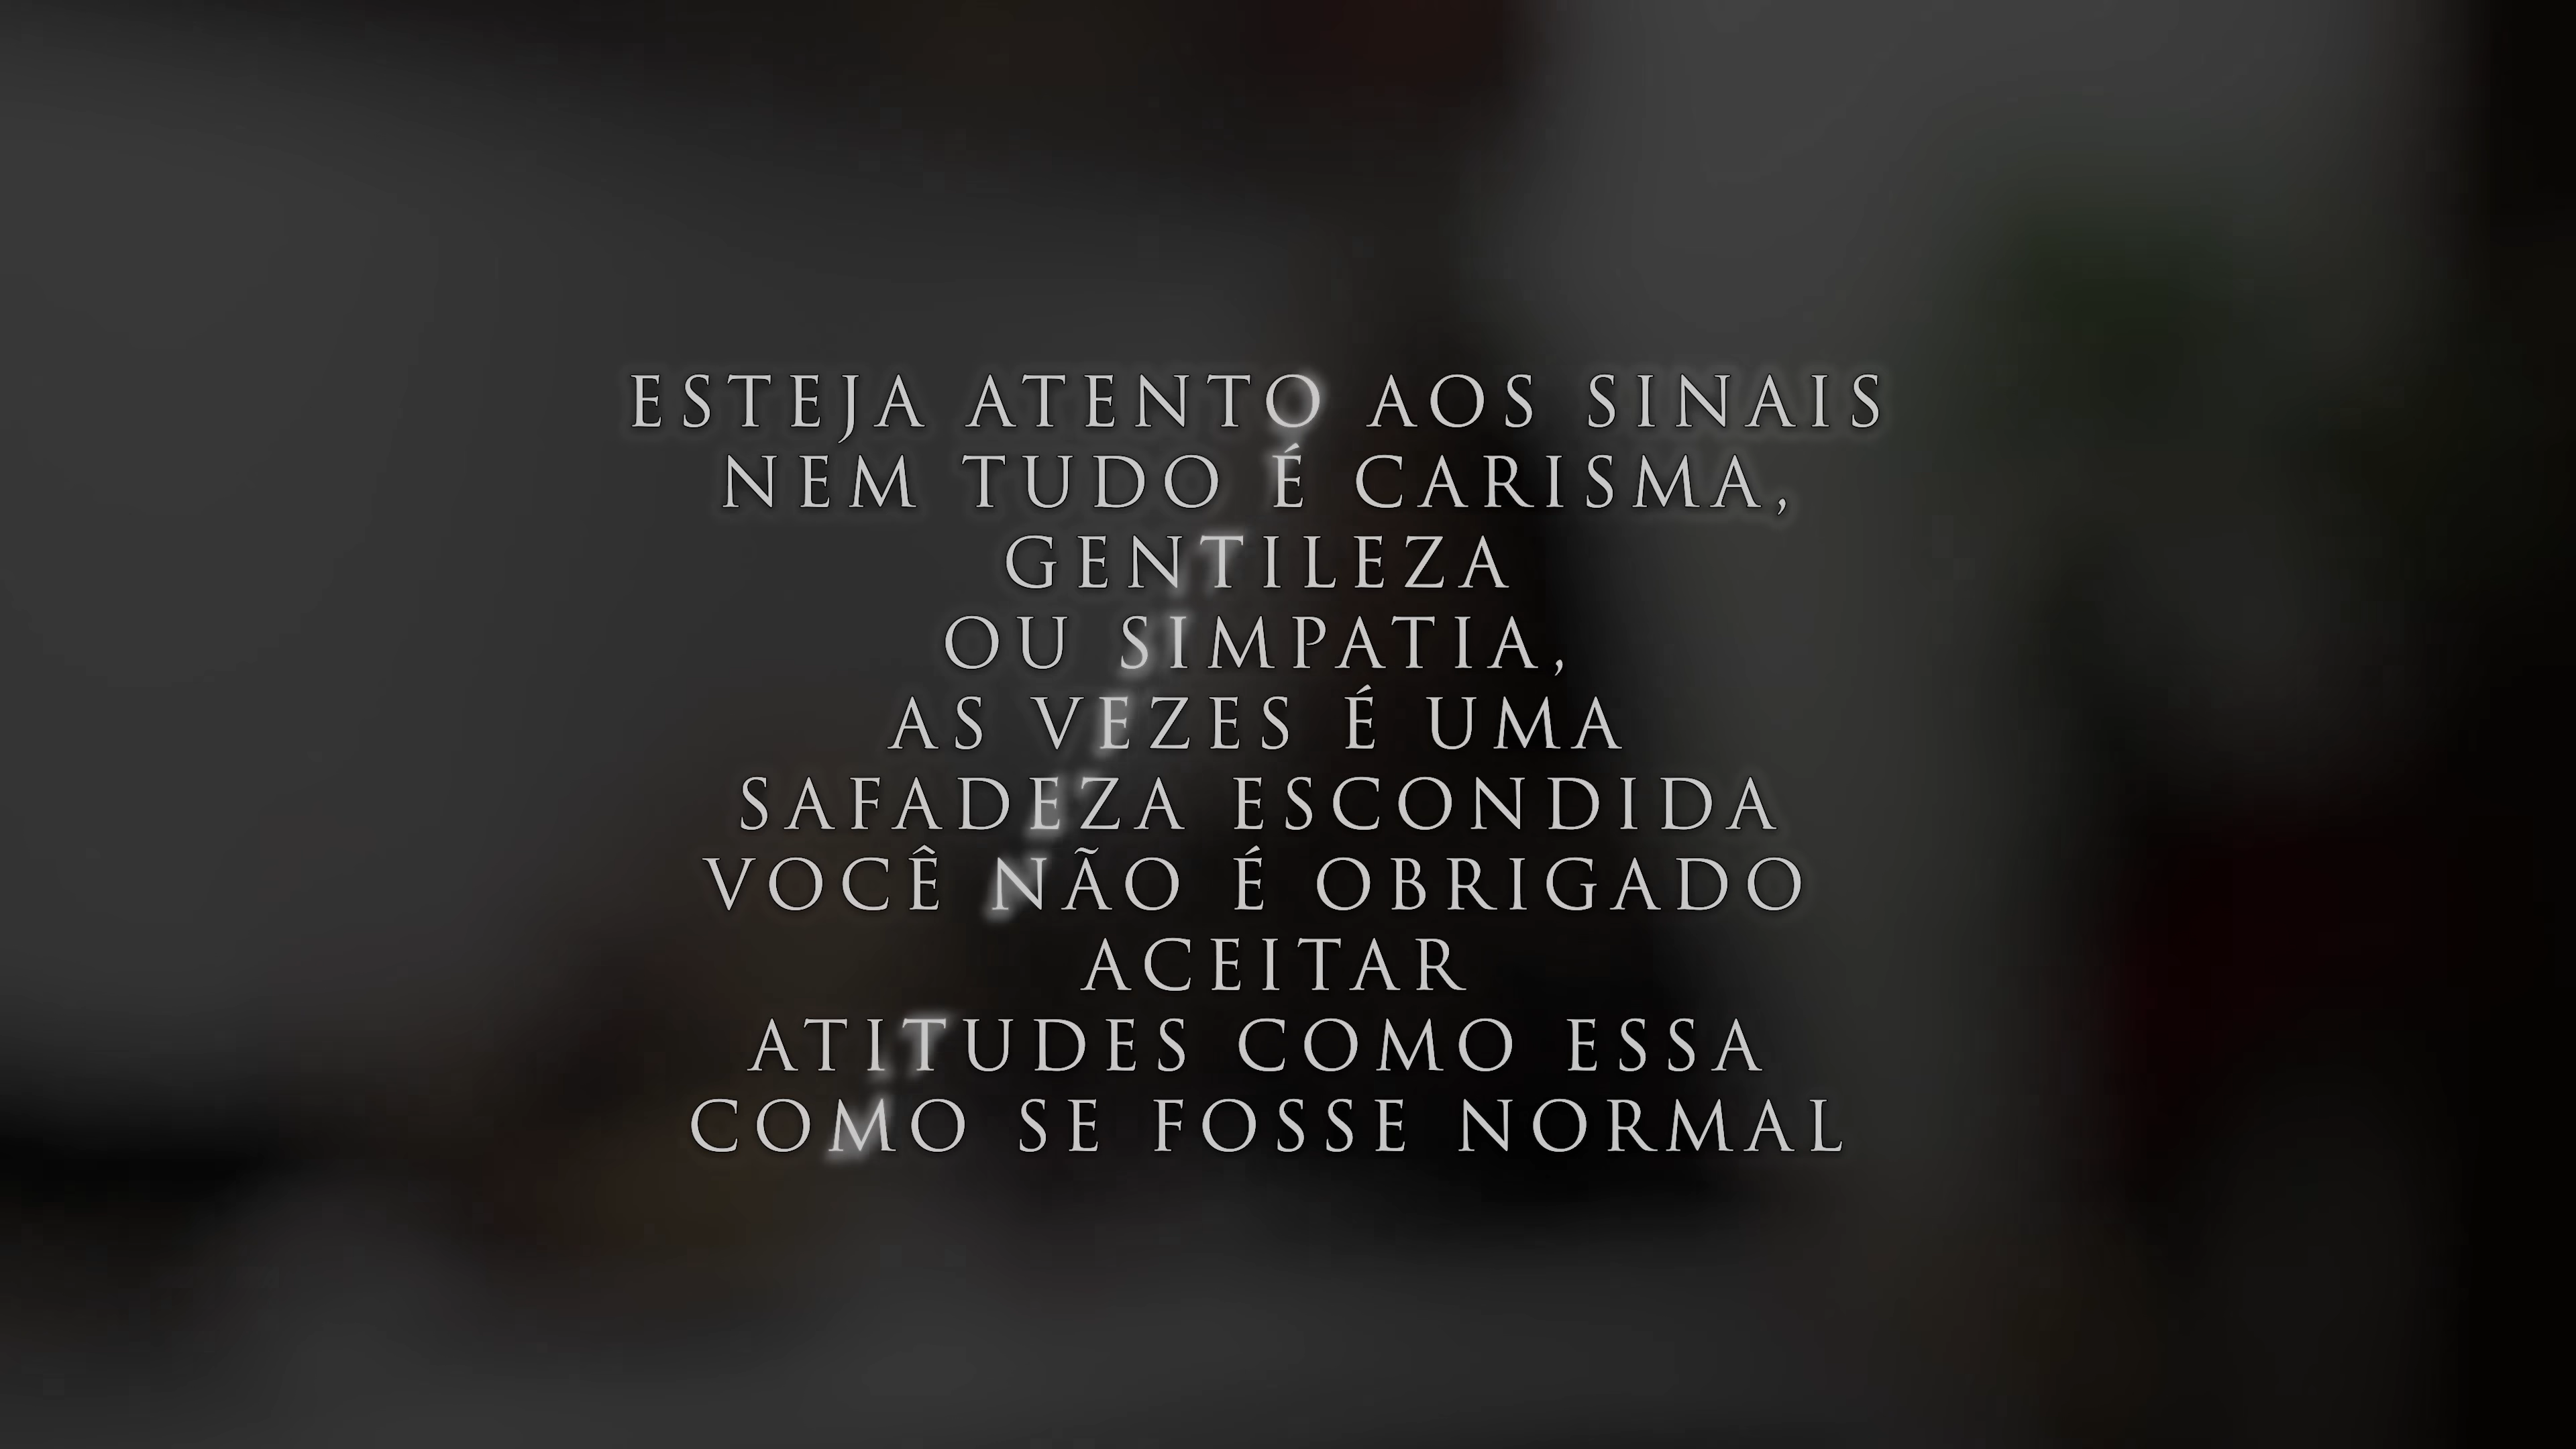 ESTEJA ATENTO AOS SINAIS
NEM TUDO É CARISMA,
GENTILEZA
OU SIMPATIA,
AS VEZES É UMA
SAFADEZA ESCONDIDA
VOCÊ NÃO É OBRIGADO
ACEITAR
ATITUDES COMO ESSA
COMO SE FOSSE NORMAL